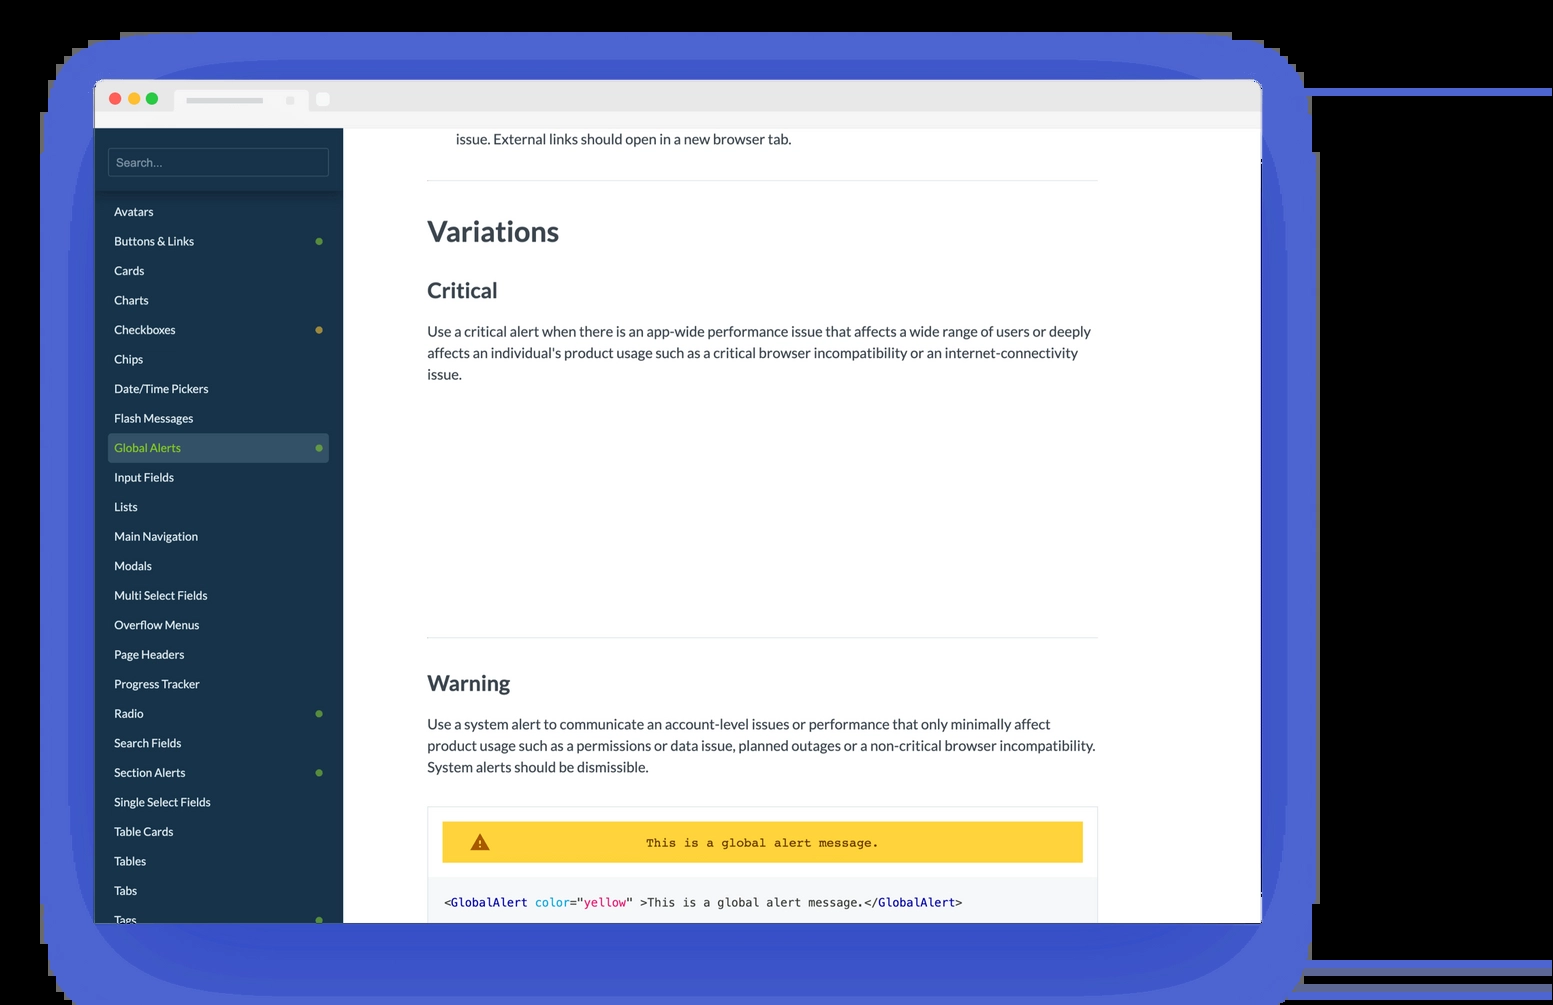 issue. External links should open in a new browser tab.
Search...
Avatars
Buttons & Links
Cards
Charts
Checkboxes
Chips
Date/Time Pickers
Flash Messages
Global Alerts
Input Fields
Lists
Main Navigation
Modals
Multi Select Fields
Overflow Menus
Page Headers
Progress Tracker
Radio
Search Fields
Section Alerts
Single Select Fields
Table Cards
Tables
Tabs
Tags
Variations
Critical
Use a critical alert when there is an app-wide performance issue that affects a wide range of users or deeply
affects an individual's product usage such as a critical browser incompatibility or an internet-connectivity
issue.
Warning
Use a system alert to communicate an account-level issues or performance that only minimally affect
product usage such as a permissions or data issue, planned outages or a non-critical browser incompatibility.
System alerts should be dismissible.
This is a global alert message.
<GlobalAlert color="yellow" >This is a global alert message.</GlobalAlert>